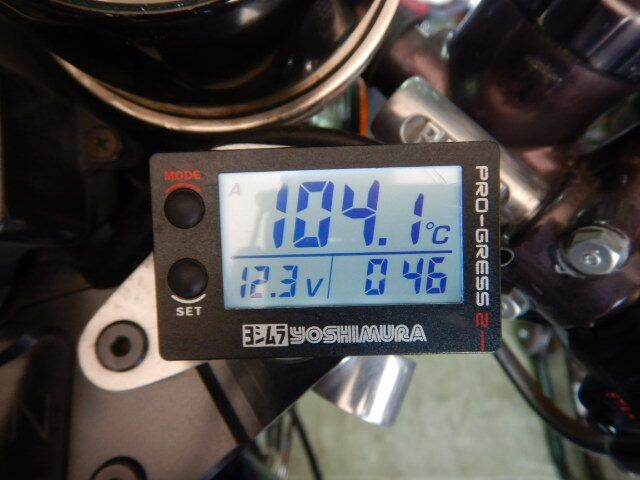 MODE
A
104.1°C
12.3V 0 46
SET
ヨシムラ YOSHIMURA
PRO-GRESS 2